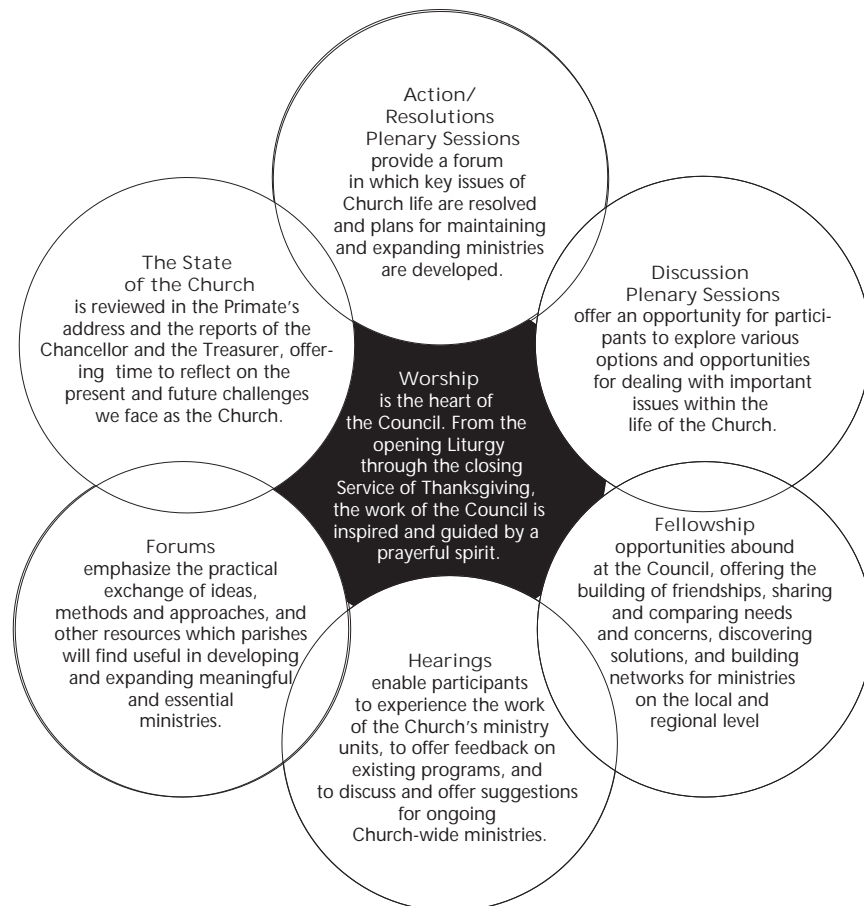 Action/
Resolutions
Plenary Sessions
provide a forum
in which key issues of
Church life are resolved
and plans for maintaining
and expanding ministries
are developed.
The State
of the Church
is reviewed in the Primate's
address and the reports of the
Chancellor and the Treasurer, offer-
ing time to reflect on the
present and future challenges
we face as the Church.
Discussion
Plenary Sessions
offer an opportunity for partici-
pants to explore various
options and opportunities
for dealing with important
issues within the
life of the Church.
Worship
is the heart of
the Council. From the
opening Liturgy
through the closing
Service of Thanksgiving,
the work of the Council is
inspired and guided by a
prayerful spirit.
Forums
emphasize the practical
exchange of ideas,
methods and approaches, and
other resources which parishes
will find useful in developing
and expanding meaningful
and essential
ministries.
Fellowship
opportunities abound
at the Council, offering the
building of friendships, sharing
and comparing needs
and concerns, discovering
solutions, and building
networks for ministries
on the local and
regional level
Hearings
enable participants
to experience the work
of the Church's ministry
units, to offer feedback on
existing programs, and
to discuss and offer suggestions
for ongoing
Church-wide ministries.